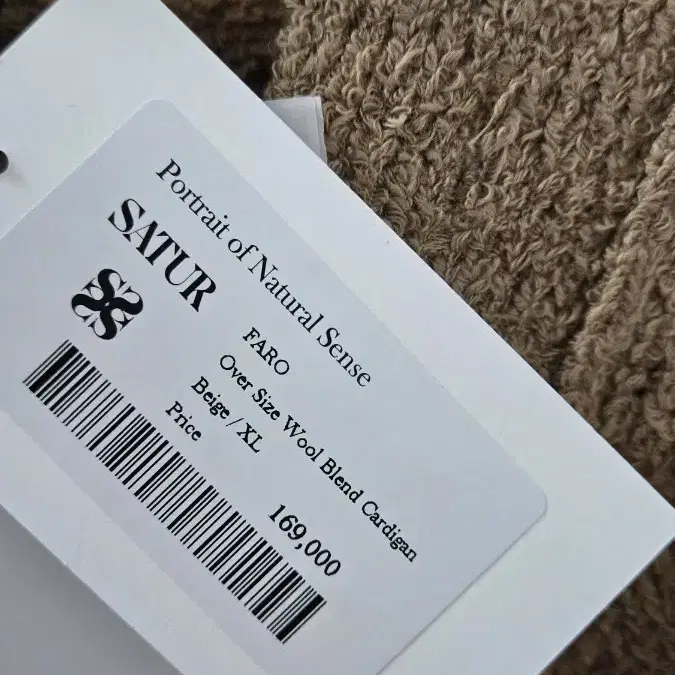 Portrait of Natural Sense
SATUR
FARO
Over Size Wool Blend Cardigan
Beige / XL
Price
169,000